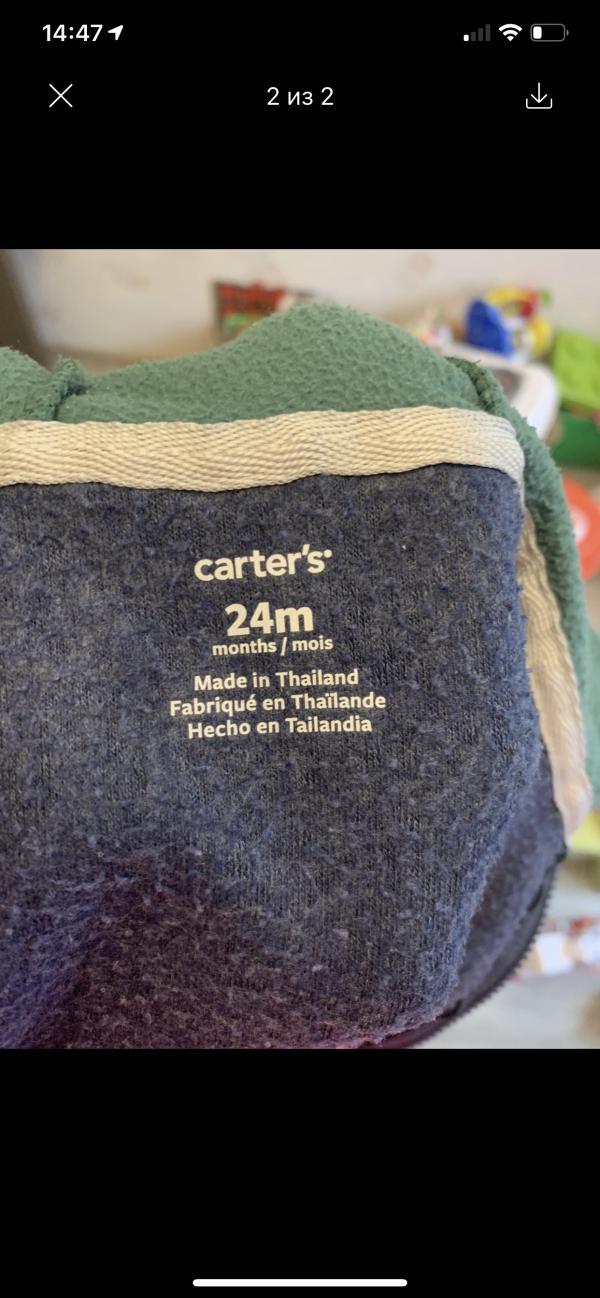 14:47
2 из 2
carter's
24m
months / mois
Made in Thailand
Fabriqué en Thaïlande
Hecho en Tailandia